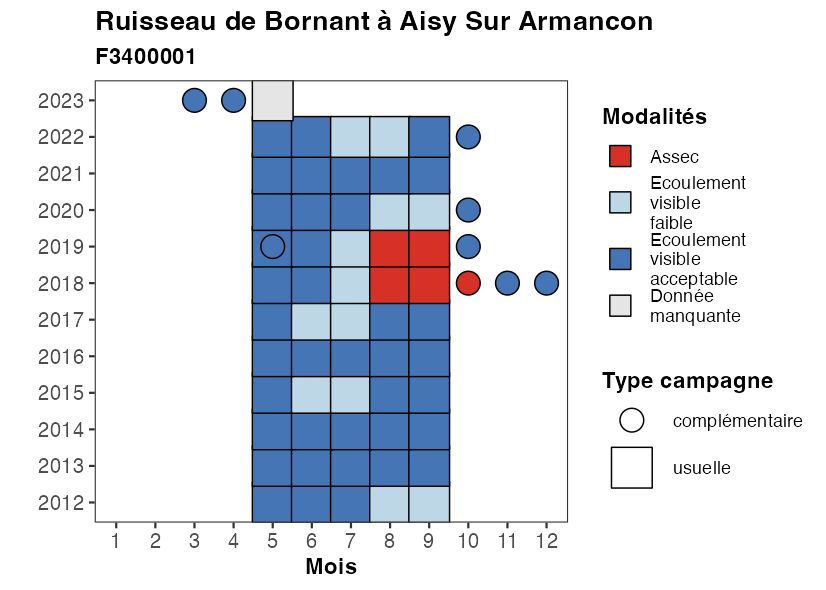 Ruisseau de Bornant à Aisy Sur Armancon
F3400001
2023
2022
2021
2020
2019
2018
2017
2016
2015
2014
2013
2012
1 2 3 4 5 6 7 8 9 10 11 12
Mois
Modalités
Assec
Ecoulement
visible
faible
Ecoulement
visible
acceptable
Donnée
manquante
Type campagne
complémentaire
usuelle